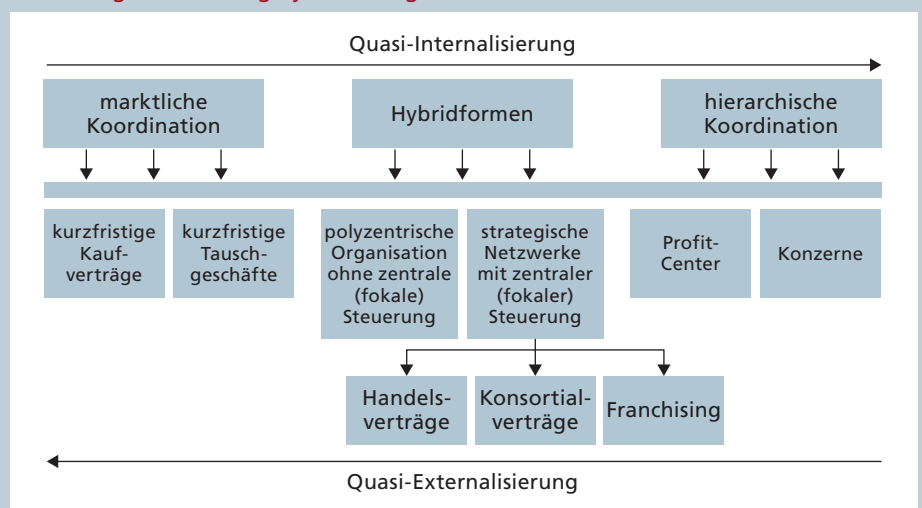 Quasi-Internalisierung
marktliche
Koordination
Hybridformen
hierarchische
Koordination
kurzfristige
Kauf-
verträge
kurzfristige
Tausch-
geschäfte
polyzentrische
Organisation
ohne zentrale
(fokale)
Steuerung
strategische
Netzwerke
mit zentraler
(fokaler)
Steuerung
Profit-
Center
Konzerne
Handels-
verträge
Konsortial-
verträge
Franchising
Quasi-Externalisierung